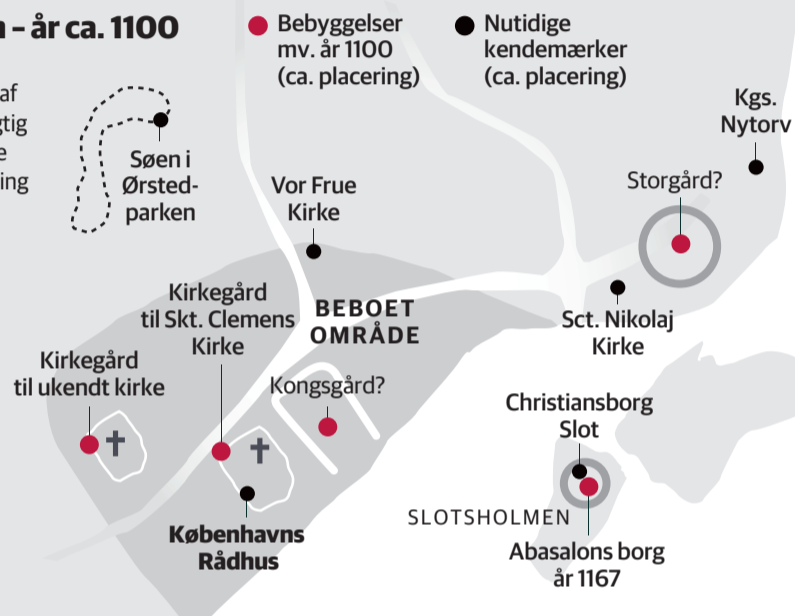 – år ca. 1100
Bebyggelser
mv. år 1100
(ca. placering)
Nutidige
kendemærker
(ca. placering)
af
Søen i
Ørsted-
parken
Kgs.
Nytorv
Vor Frue
Kirke
Storgård?
Kirkegård
til Skt. Clemens
Kirke
BEBOET
OMRÅDE
Sct. Nikolaj
Kirke
Kirkegård
til ukendt kirke
Kongsgård?
Christiansborg
Slot
SLOTSHOLMEN
Københavns
Rådhus
Abasalons borg
år 1167